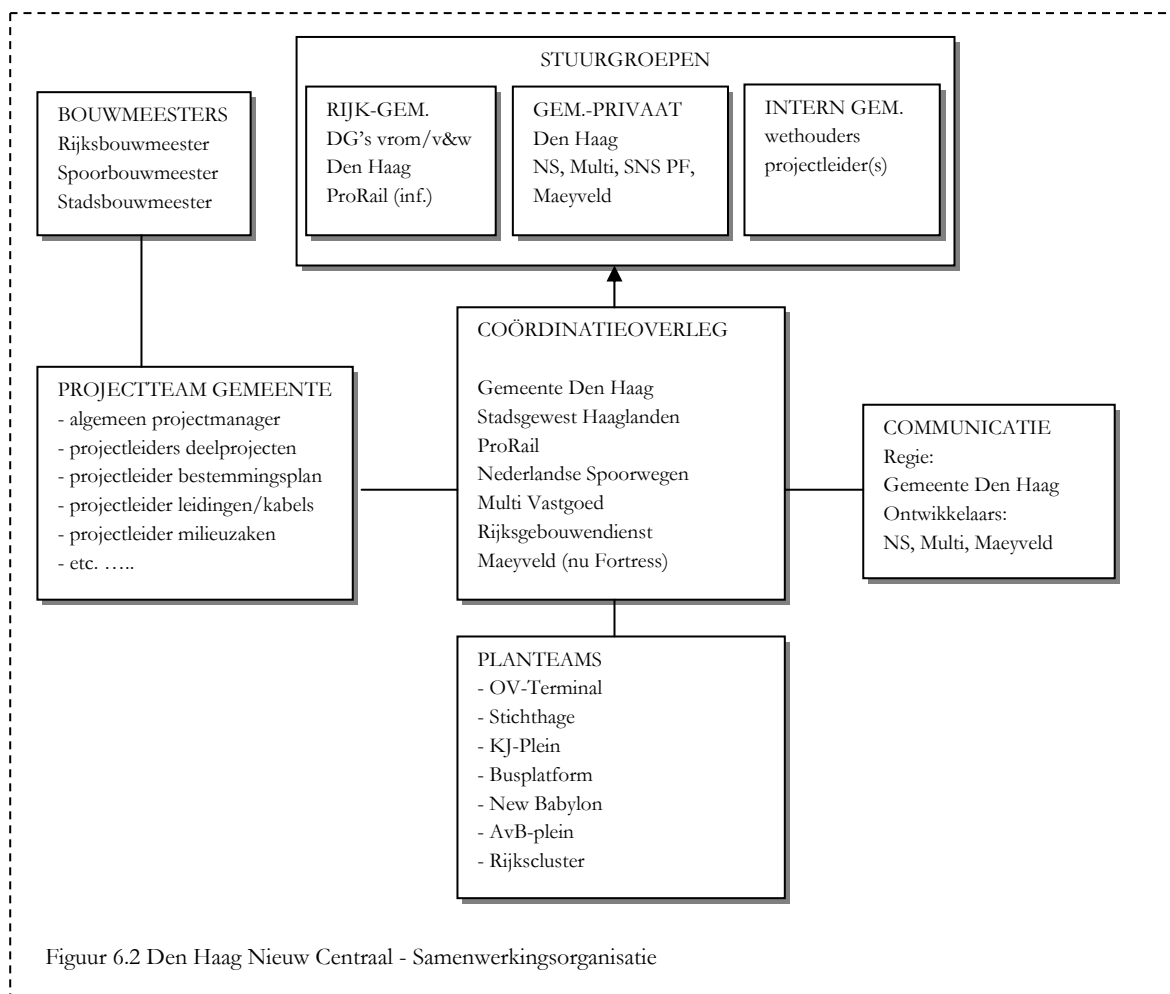 STUURGROEPEN
BOUWMEESTERS
Rijksbouwmeester
Spoorbouwmeester
Stadsbouwmeester
RIJK-GEM.
DG's vrom/v&w
Den Haag
ProRail (inf.)
GEM.-PRIVAAT
Den Haag
NS, Multi, SNS PF,
Maeyveld
INTERN GEM.
wethouders
projectleider(s)
COÖRDINATIEOVERLEG
Gemeente Den Haag
Stadsgewest Haaglanden
ProRail
Nederlandse Spoorwegen
Multi Vastgoed
Rijksgebouwendienst
Maeyveld (nu Fortress)
PROJECTTEAM GEMEENTE
- algemeen projectmanager
- projectleiders deelprojecten
- projectleider bestemmingsplan
- projectleider leidingen/kabels
- projectleider milieuzaken
- etc. …..
COMMUNICATIE
Regie:
Gemeente Den Haag
Ontwikkelaars:
NS, Multi, Maeyveld
PLANTEAMS
- OV-Terminal
- Stichthage
- KJ-Plein
- Busplatform
- New Babylon
- AvB-plein
- Rijkscluster
Figuur 6.2 Den Haag Nieuw Centraal - Samenwerkingsorganisatie